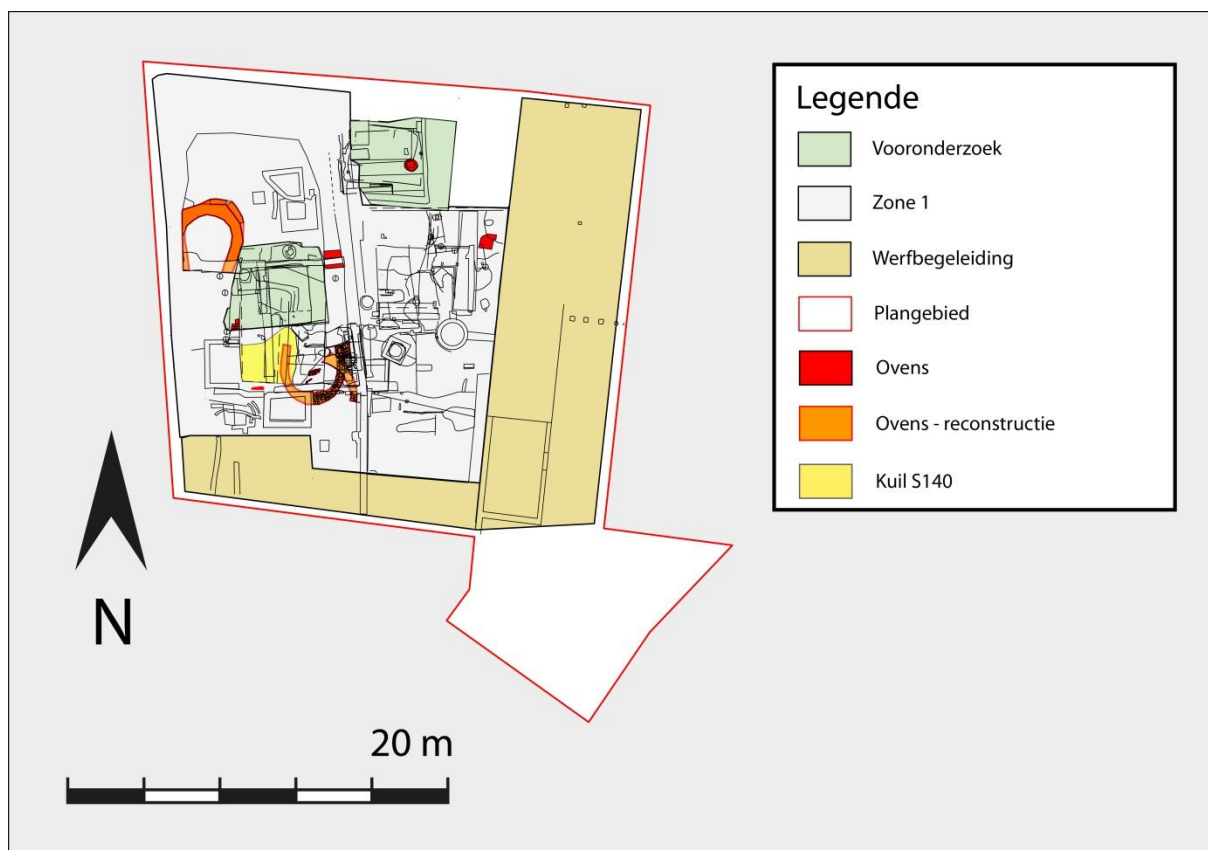 Legende
Vooronderzoek
Zone 1
Werfbegeleiding
Plangebied
Ovens
Ovens - reconstructie
Kuil S140
N
20 m